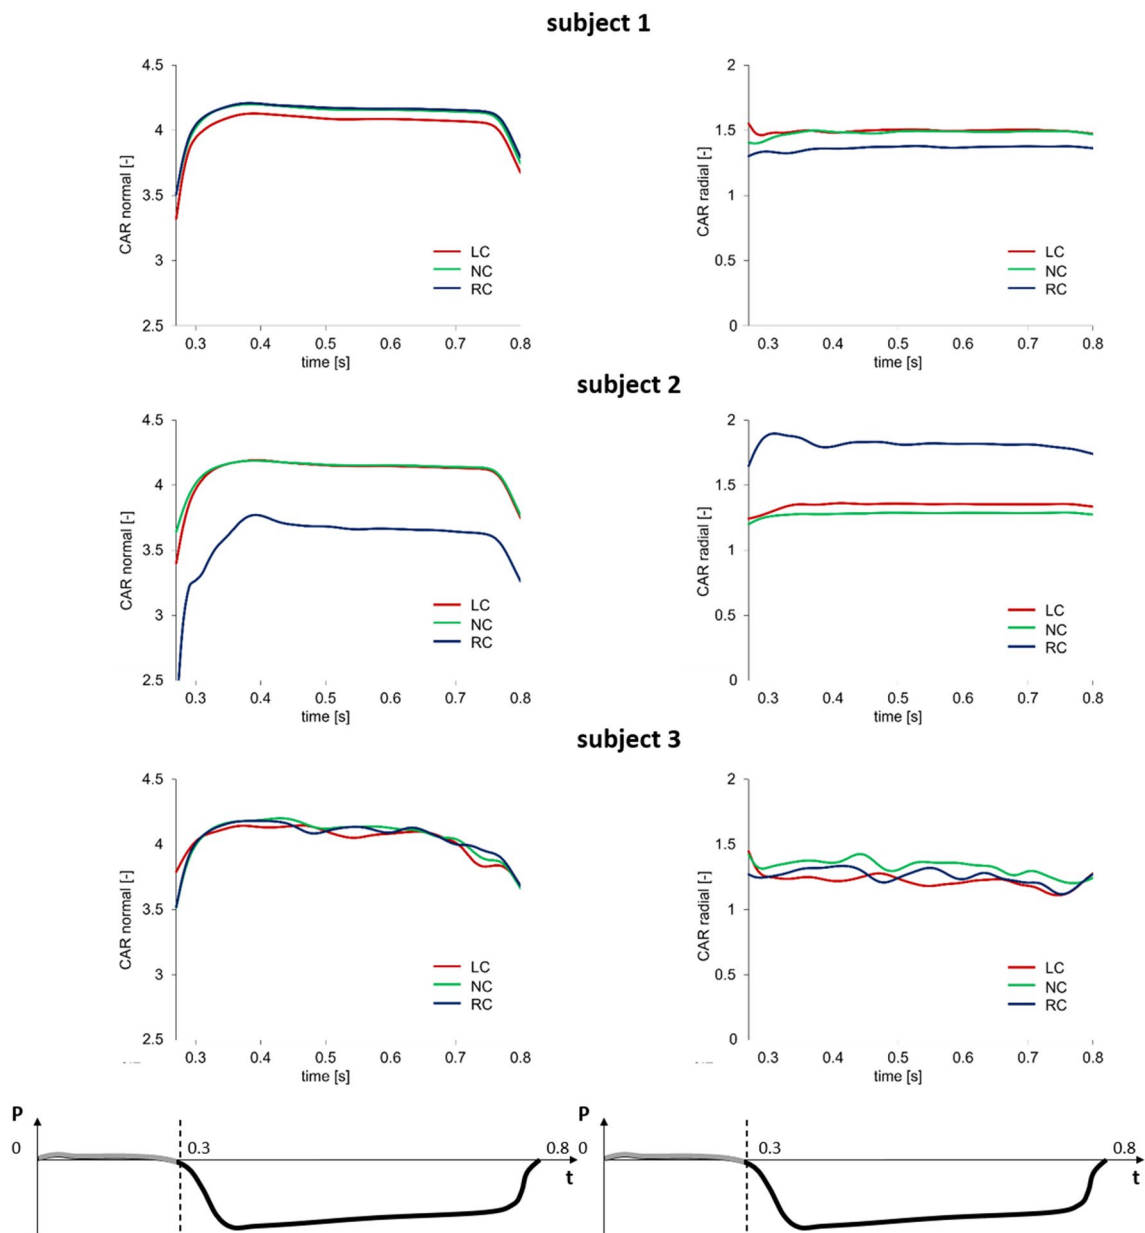 subject 1
4.5
4
3.5
3
2.5
CAR normal [-]
LC
NC
RC
0.3 0.4 0.5 0.6 0.7 0.8
time [s]
2
1.5
1
0.5
0
CAR radial [-]
LC
NC
RC
0.3 0.4 0.5 0.6 0.7 0.8
time [s]
subject 2
4.5
4
3.5
3
2.5
CAR normal [-]
LC
NC
RC
0.3 0.4 0.5 0.6 0.7 0.8
time [s]
2
1.5
1
0.5
0
CAR radial [-]
LC
NC
RC
0.3 0.4 0.5 0.6 0.7 0.8
time [s]
subject 3
4.5
4
3.5
3
2.5
CAR normal [-]
LC
NC
RC
0.3 0.4 0.5 0.6 0.7 0.8
time [s]
2
1.5
1
0.5
0
CAR radial [-]
LC
NC
RC
0.3 0.4 0.5 0.6 0.7 0.8
time [s]
P
0 0.3 0.8
t
P
0 0.3 0.8
t